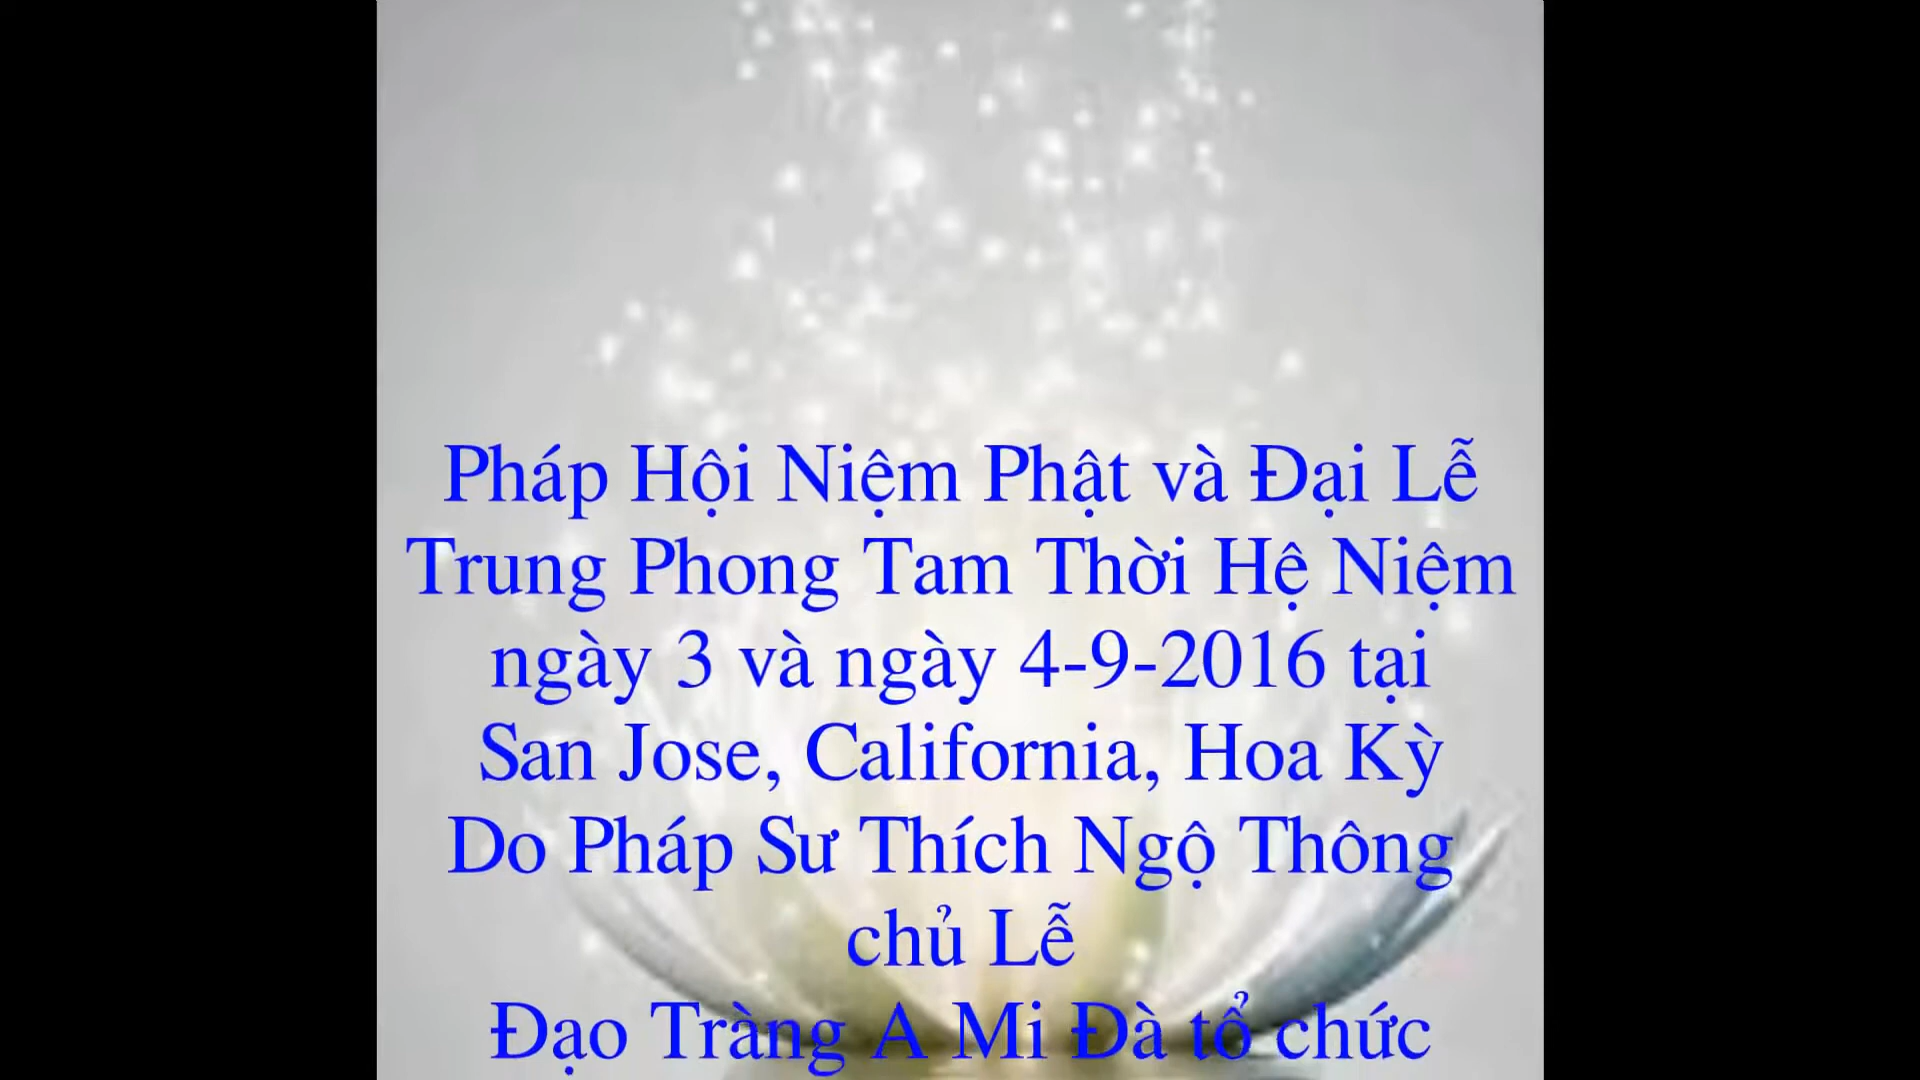 Pháp Hội Niệm Phật và Đại Lễ
Trung Phong Tam Thời Hệ Niệm
ngày 3 và ngày 4-9-2016 tại
San Jose, California, Hoa Kỳ
Do Pháp Sư Thích Ngộ Thông
chủ Lễ
Đạo Tràng A Mi Đà tổ chức